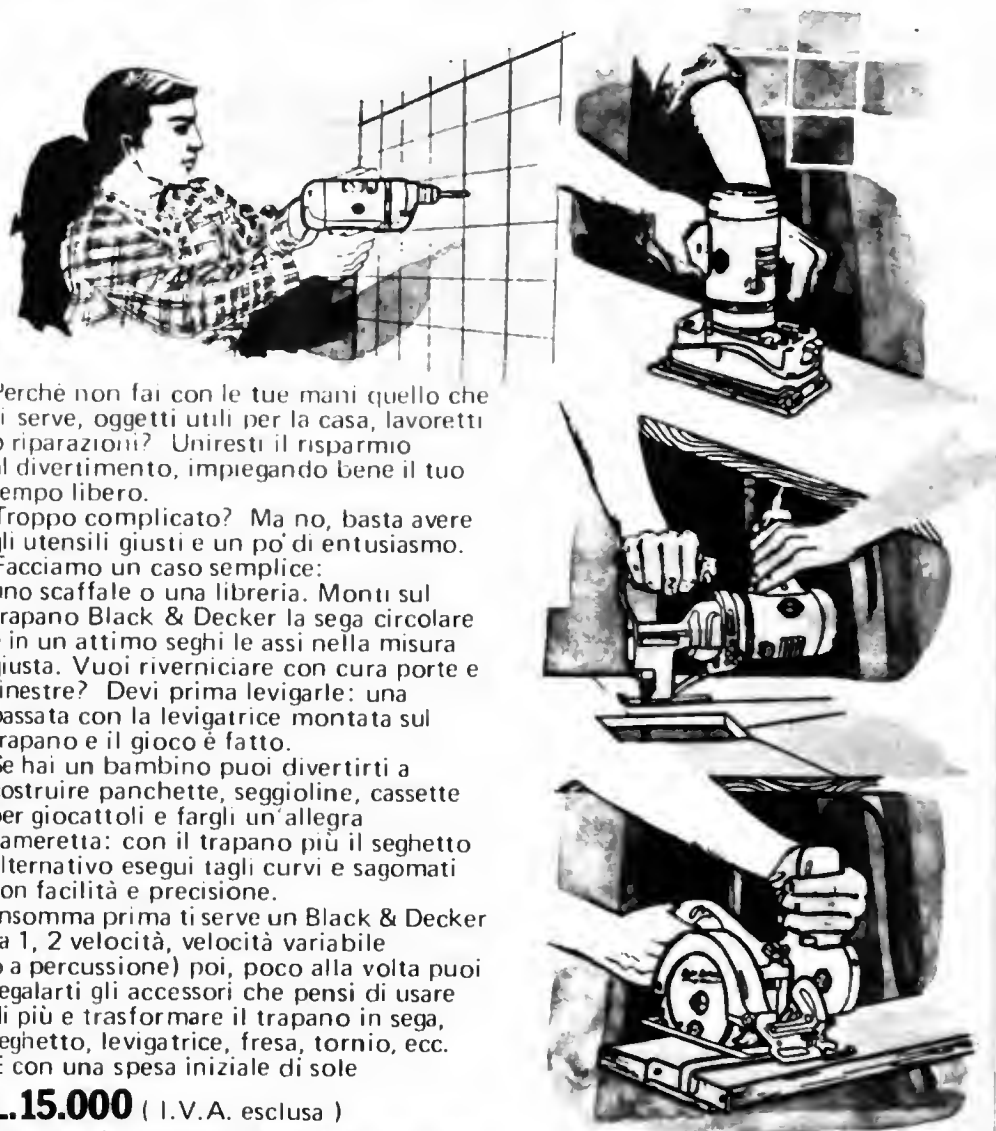 Perchè non fai con le tue mani quello che
i serve, oggetti utili per la casa, lavoretti
o riparazioni? Uniresti il risparmio
al divertimento, impiegando bene il tuo
tempo libero.
Troppo complicato? Ma no, basta avere
gli utensili giusti e un po' di entusiasmo.
Facciamo un caso semplice:
uno scaffale o una libreria. Monti sul
trapano Black & Decker la sega circolare
e in un attimo seghi le assi nella misura
giusta. Vuoi riverniciare con cura porte e
finestre? Devi prima levigarle: una
passata con la levigatrice montata sul
trapano e il gioco è fatto.
Se hai un bambino puoi divertirti a
costruire panchette, seggioline, cassette
per giocattoli e fargli un'allegra
cameretta: con il trapano più il seghetto
alternativo esegui tagli curvi e sagomati
con facilità e precisione.
Insomma prima ti serve un Black & Decker
(a 1, 2 velocità, velocità variabile
o a percussione) poi, poco alla volta puoi
regalarti gli accessori che pensi di usare
di più e trasformare il trapano in sega,
seghetto, levigatrice, fresa, tornio, ecc.
E con una spesa iniziale di sole
L.15.000 ( I.V.A. esclusa )